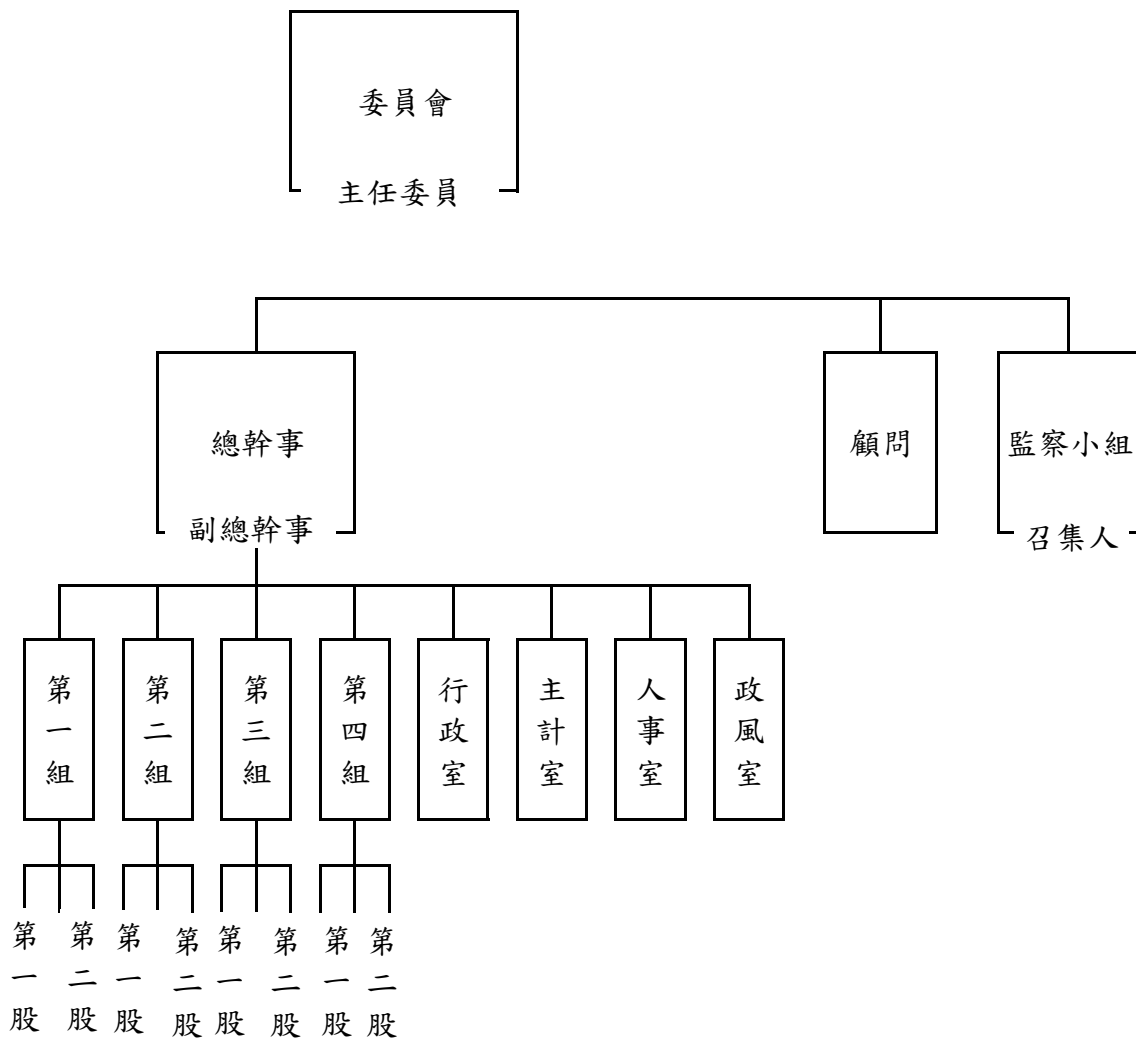 委員會
主任委員
總幹事
副總幹事
顧問
監察小組
召集人
第一組
第二組
第三組
第四組
行政室
主計室
人事室
政風室
第一股
第二股
第一股
第二股
第一股
第二股
第一股
第二股